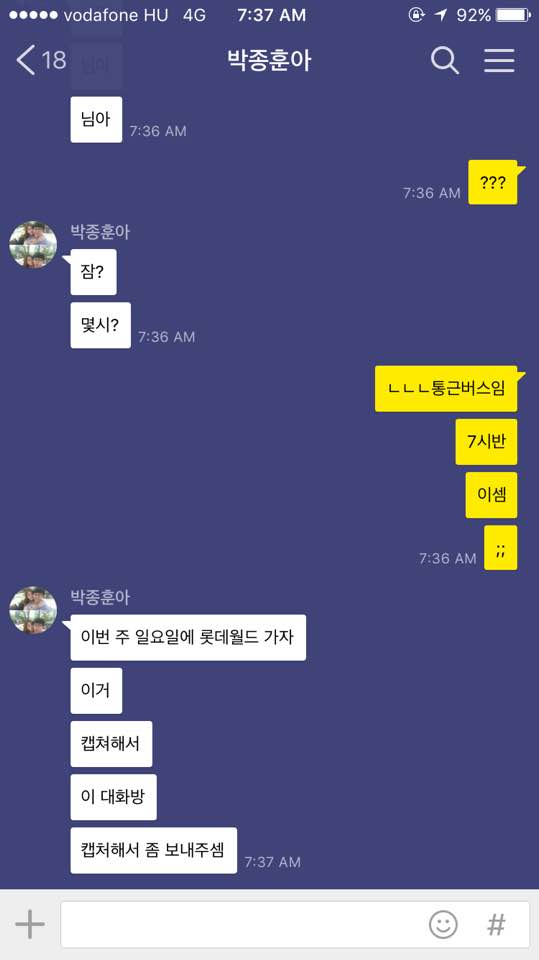 vodafone HU 4G 7:37 AM 92%
18 박종훈아
님아
님아 7:36 AM
??? 7:36 AM
박종훈아
잠?
몇시? 7:36 AM
ㄴㄴㄴ통근버스임
7시반
이셈
;; 7:36 AM
박종훈아
이번 주 일요일에 롯데월드 가자
이거
캡쳐해서
이 대화방
캡처해서 좀 보내주셈 7:37 AM
#